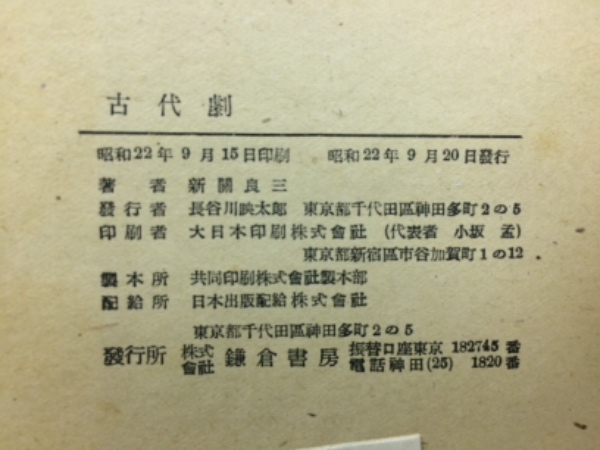 古代劇
昭和22年9月15日印刷 昭和22年9月20日發行
著者 新關良三
發行者 長谷川映太郎 東京都千代田區神田多町2の5
印刷者 大日本印刷株式會社 (代表者 小坂孟)
東京都新宿區市谷加賀町1の12
製本所 共同印刷株式會社製本部
配給所 日本出版配給株式會社
東京都千代田區神田多町2の5
發行所 株式會社 鎌倉書房 振替口座東京 182745番
電話神田(25) 1820番